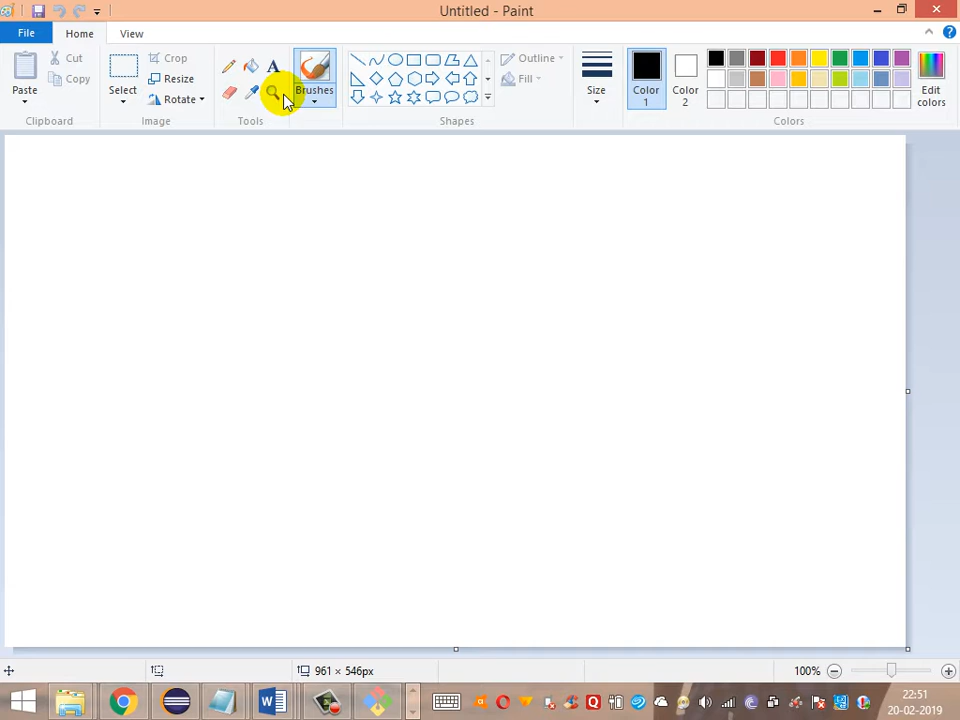 Untitled - Paint
File
Home
View
Paste
Cut
Copy
Clipboard
Select
Crop
Resize
Rotate
Image
A
Tools
Brushes
Shapes
Outline
Fill
Size
Color
1
Color
2
Colors
Edit
colors
961 × 546px
100%
22:51
20-02-2019